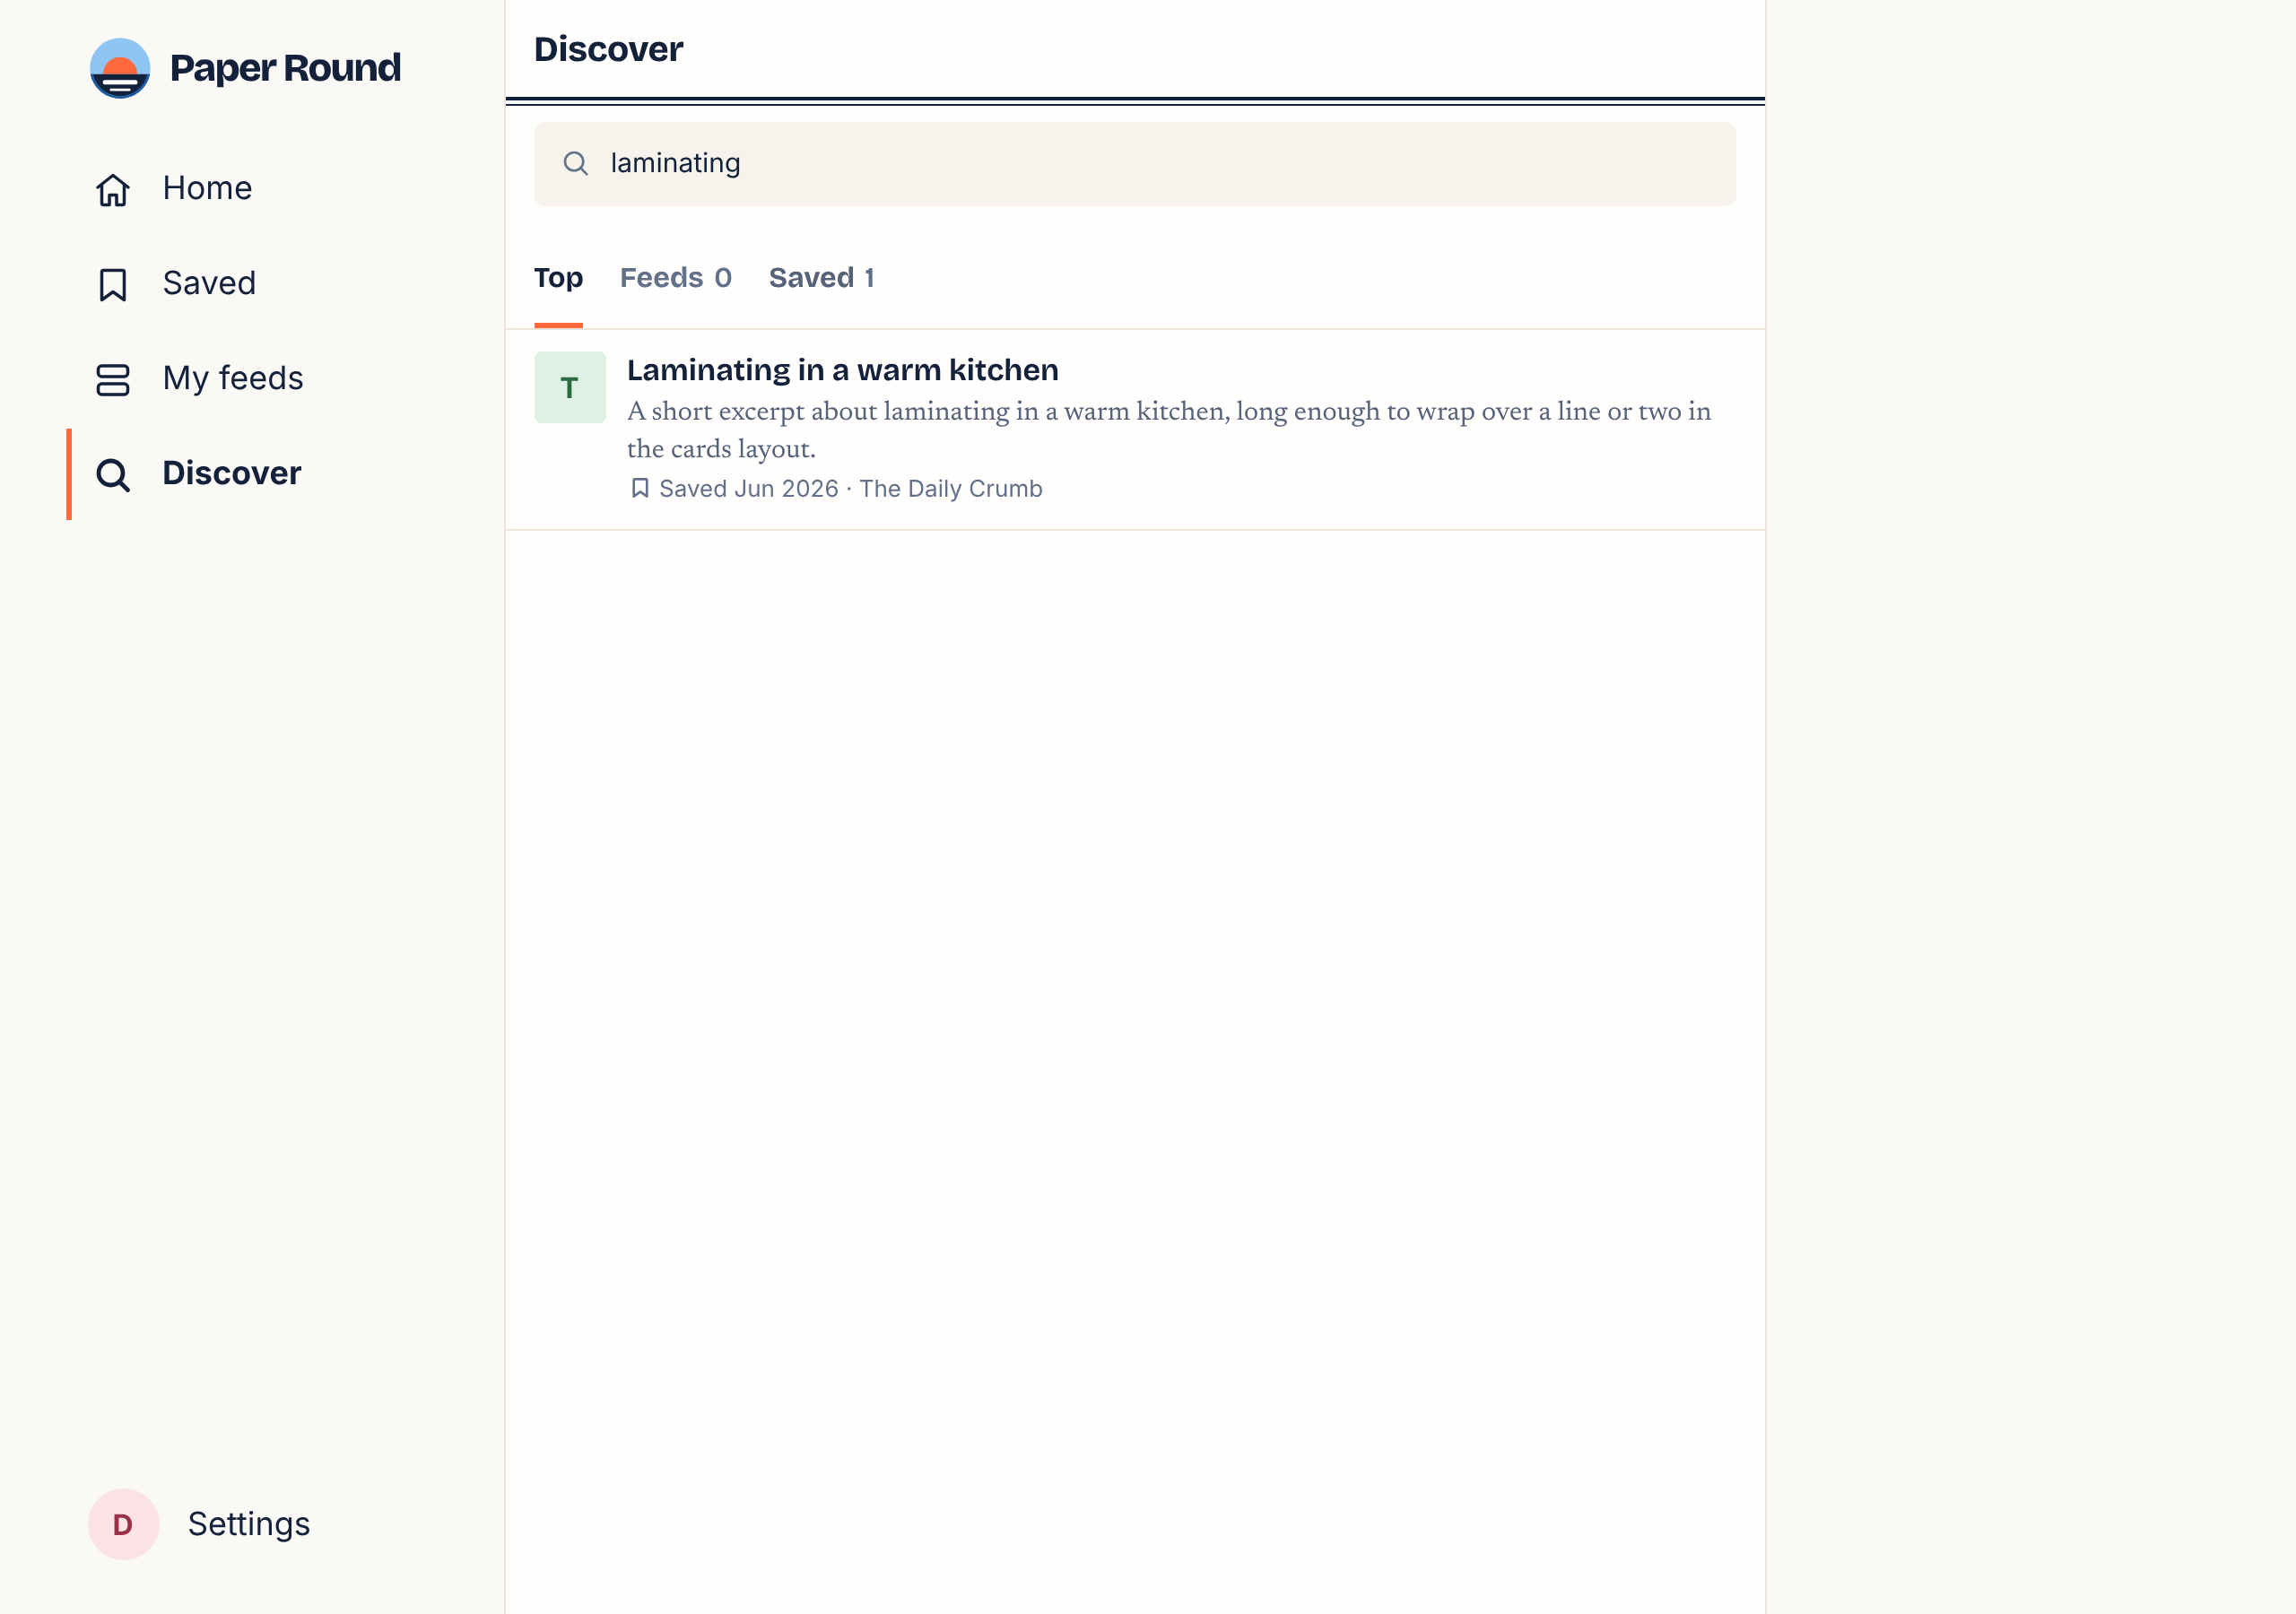 Paper Round
Home
Saved
My feeds
Discover
D
Settings
Discover
laminating
Top Feeds 0 Saved 1
T
Laminating in a warm kitchen
A short excerpt about laminating in a warm kitchen, long enough to wrap over a line or two in
the cards layout.
Saved Jun 2026 · The Daily Crumb